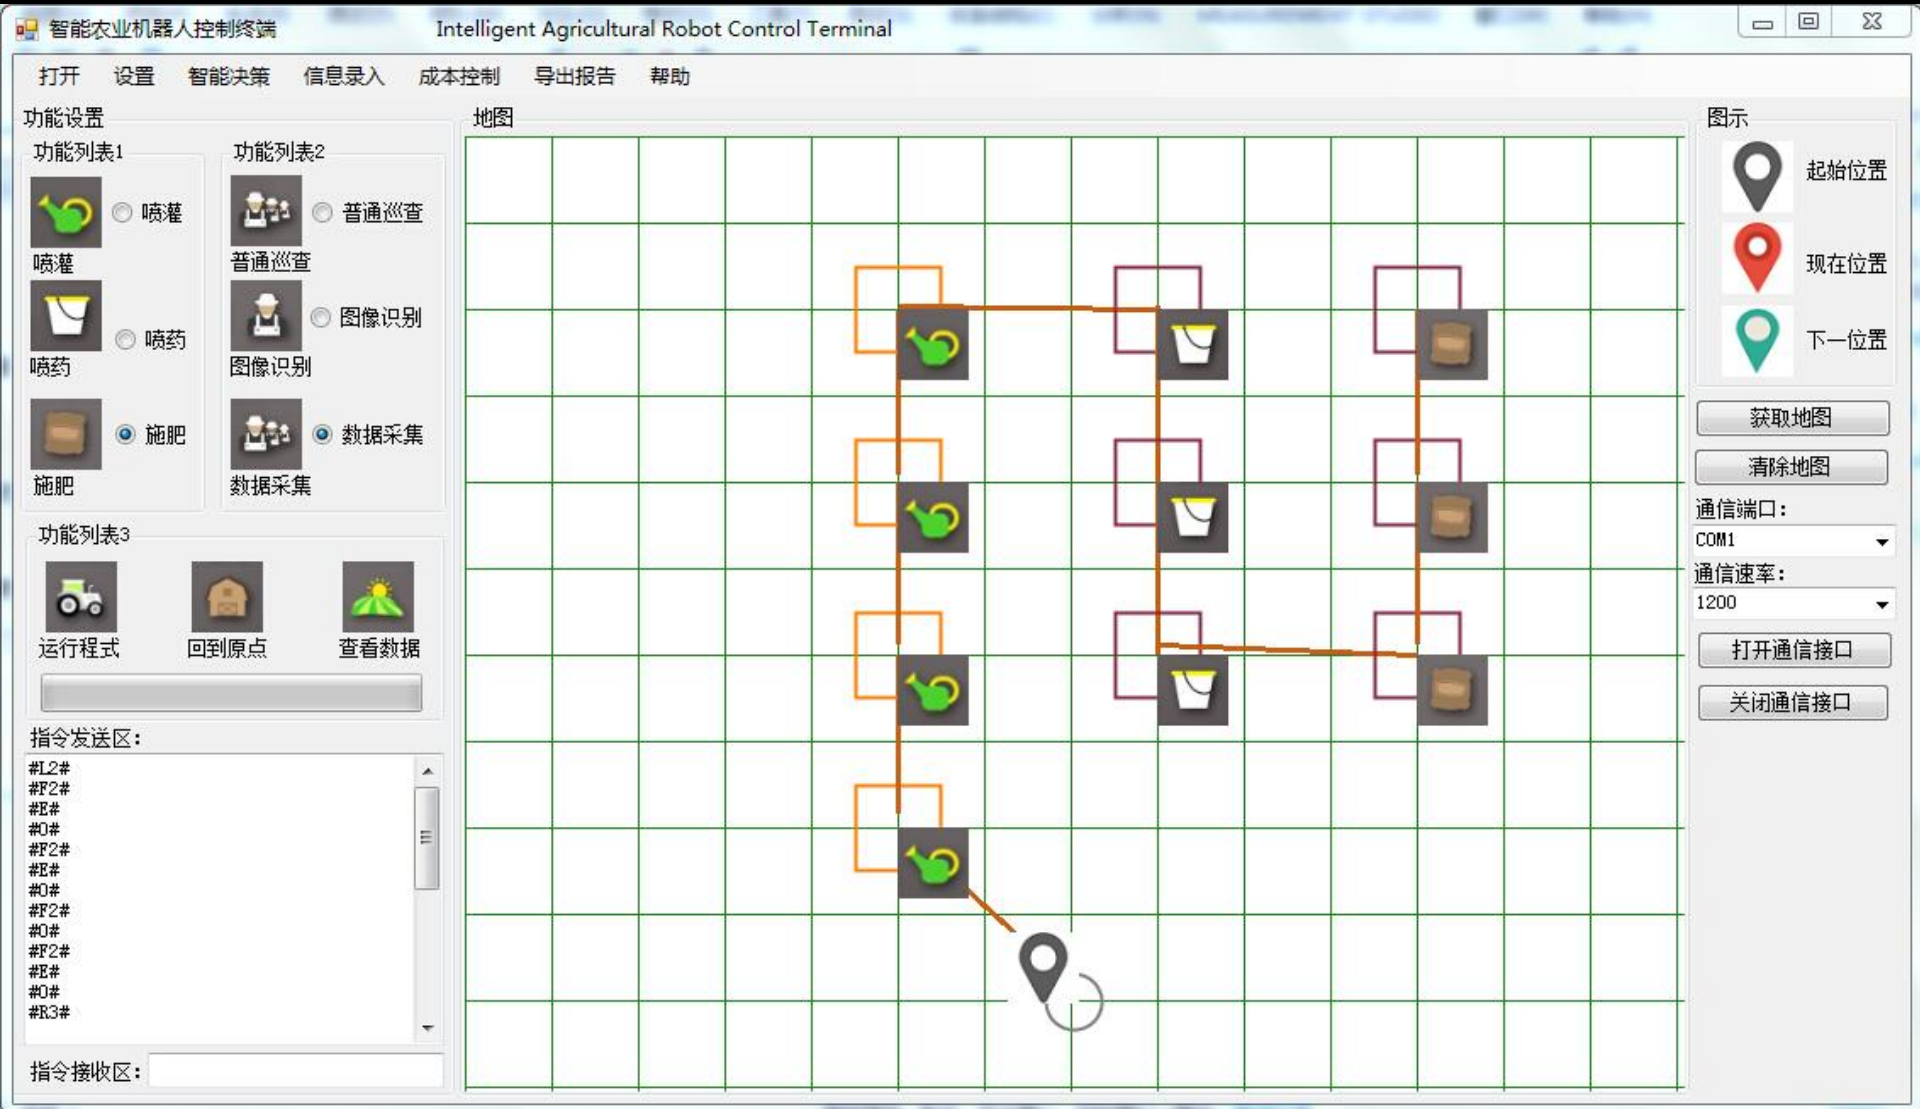 智能农业机器人控制终端 Intelligent Agricultural Robot Control Terminal
打开 设置 智能决策 信息录入 成本控制 导出报告 帮助
功能设置
功能列表1
喷灌
喷灌
喷药
喷药
施肥
施肥
功能列表2
普通巡查
普通巡查
图像识别
图像识别
数据采集
数据采集
功能列表3
运行程式 回到原点 查看数据
指令发送区:
#L2#
#F2#
#E#
#O#
#F2#
#E#
#O#
#F2#
#O#
#F2#
#E#
#O#
#R3#
指令接收区:
地图
图示
起始位置
现在位置
下一位置
获取地图
清除地图
通信端口:
COM1
通信速率:
1200
打开通信接口
关闭通信接口